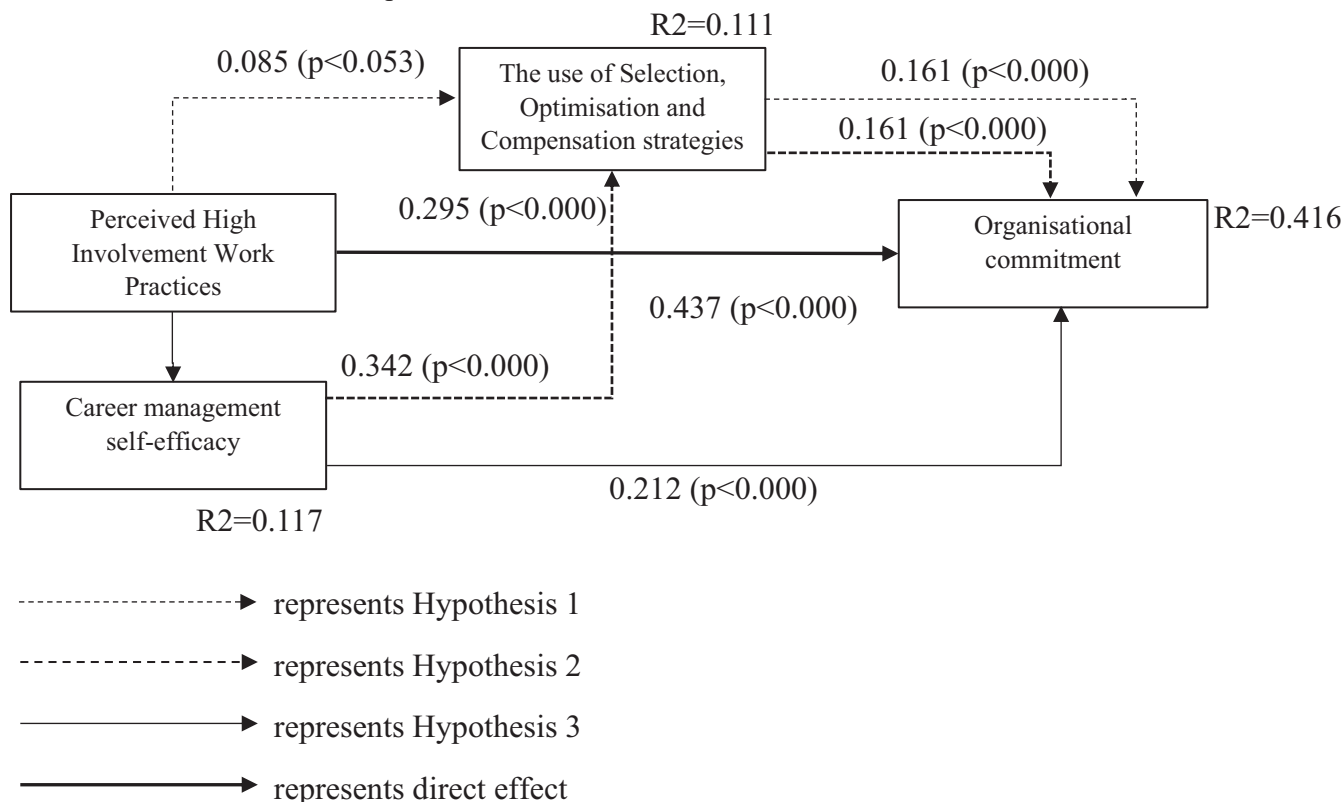 R2=0.111
0.085 (p<0.053)
The use of Selection,
Optimisation and
Compensation strategies
0.161 (p<0.000)
0.161 (p<0.000)
Perceived High
Involvement Work
Practices
0.295 (p<0.000)
Organisational
commitment
R2=0.416
0.437 (p<0.000)
0.342 (p<0.000)
Career management
self-efficacy
0.212 (p<0.000)
R2=0.117
represents Hypothesis 1
represents Hypothesis 2
represents Hypothesis 3
represents direct effect